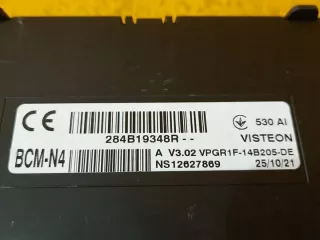 CE
530 AI
284B19348R--
VISTEON
BCM-N4
A V3.02 VPGR1F-14B205-DE
NS12627869
25/10/21